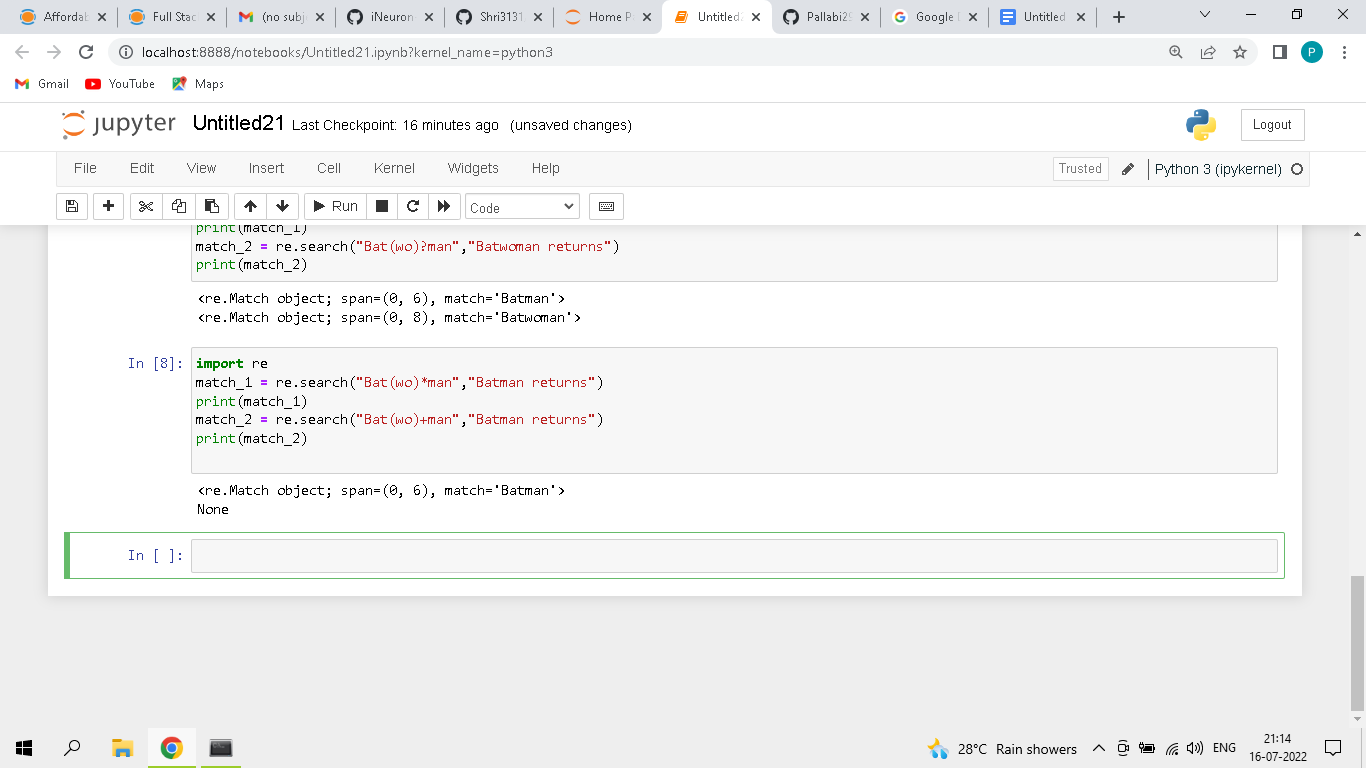 Affordab
Full Stac
(no subj
iNeuron
shri3131
Home P
Untitled2
Pallabi29
Google L
Untitled
localhost:8888/notebooks/Untitled21.ipynb?kernel_name=python3
P
Gmail YouTube Maps
jupyter Untitled21 Last Checkpoint: 16 minutes ago (unsaved changes)
Logout
File Edit View Insert Cell Kernel Widgets Help
Trusted Python 3 (ipykernel)
Run Code
print(match_1)
match_2 = re.search("Bat(wo)?man","Batwoman returns")
print(match_2)
<re.Match object; span=(0, 6), match='Batman'>
<re.Match object; span=(0, 8), match='Batwoman'>
In [8]: import re
match_1 = re.search("Bat(wo)*man","Batman returns")
print(match_1)
match_2 = re.search("Bat(wo)+man","Batman returns")
print(match_2)
<re.Match object; span=(0, 6), match='Batman'>
None
In [ ]:
28°C Rain showers
ENG
21:14
16-07-2022